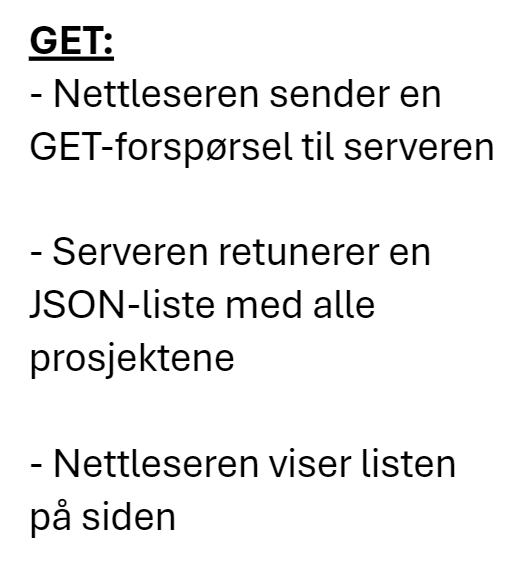 GET:
- Nettleseren sender en
GET-forspørsel til serveren
- Serveren retunerer en
JSON-liste med alle
prosjektene
- Nettleseren viser listen
på siden